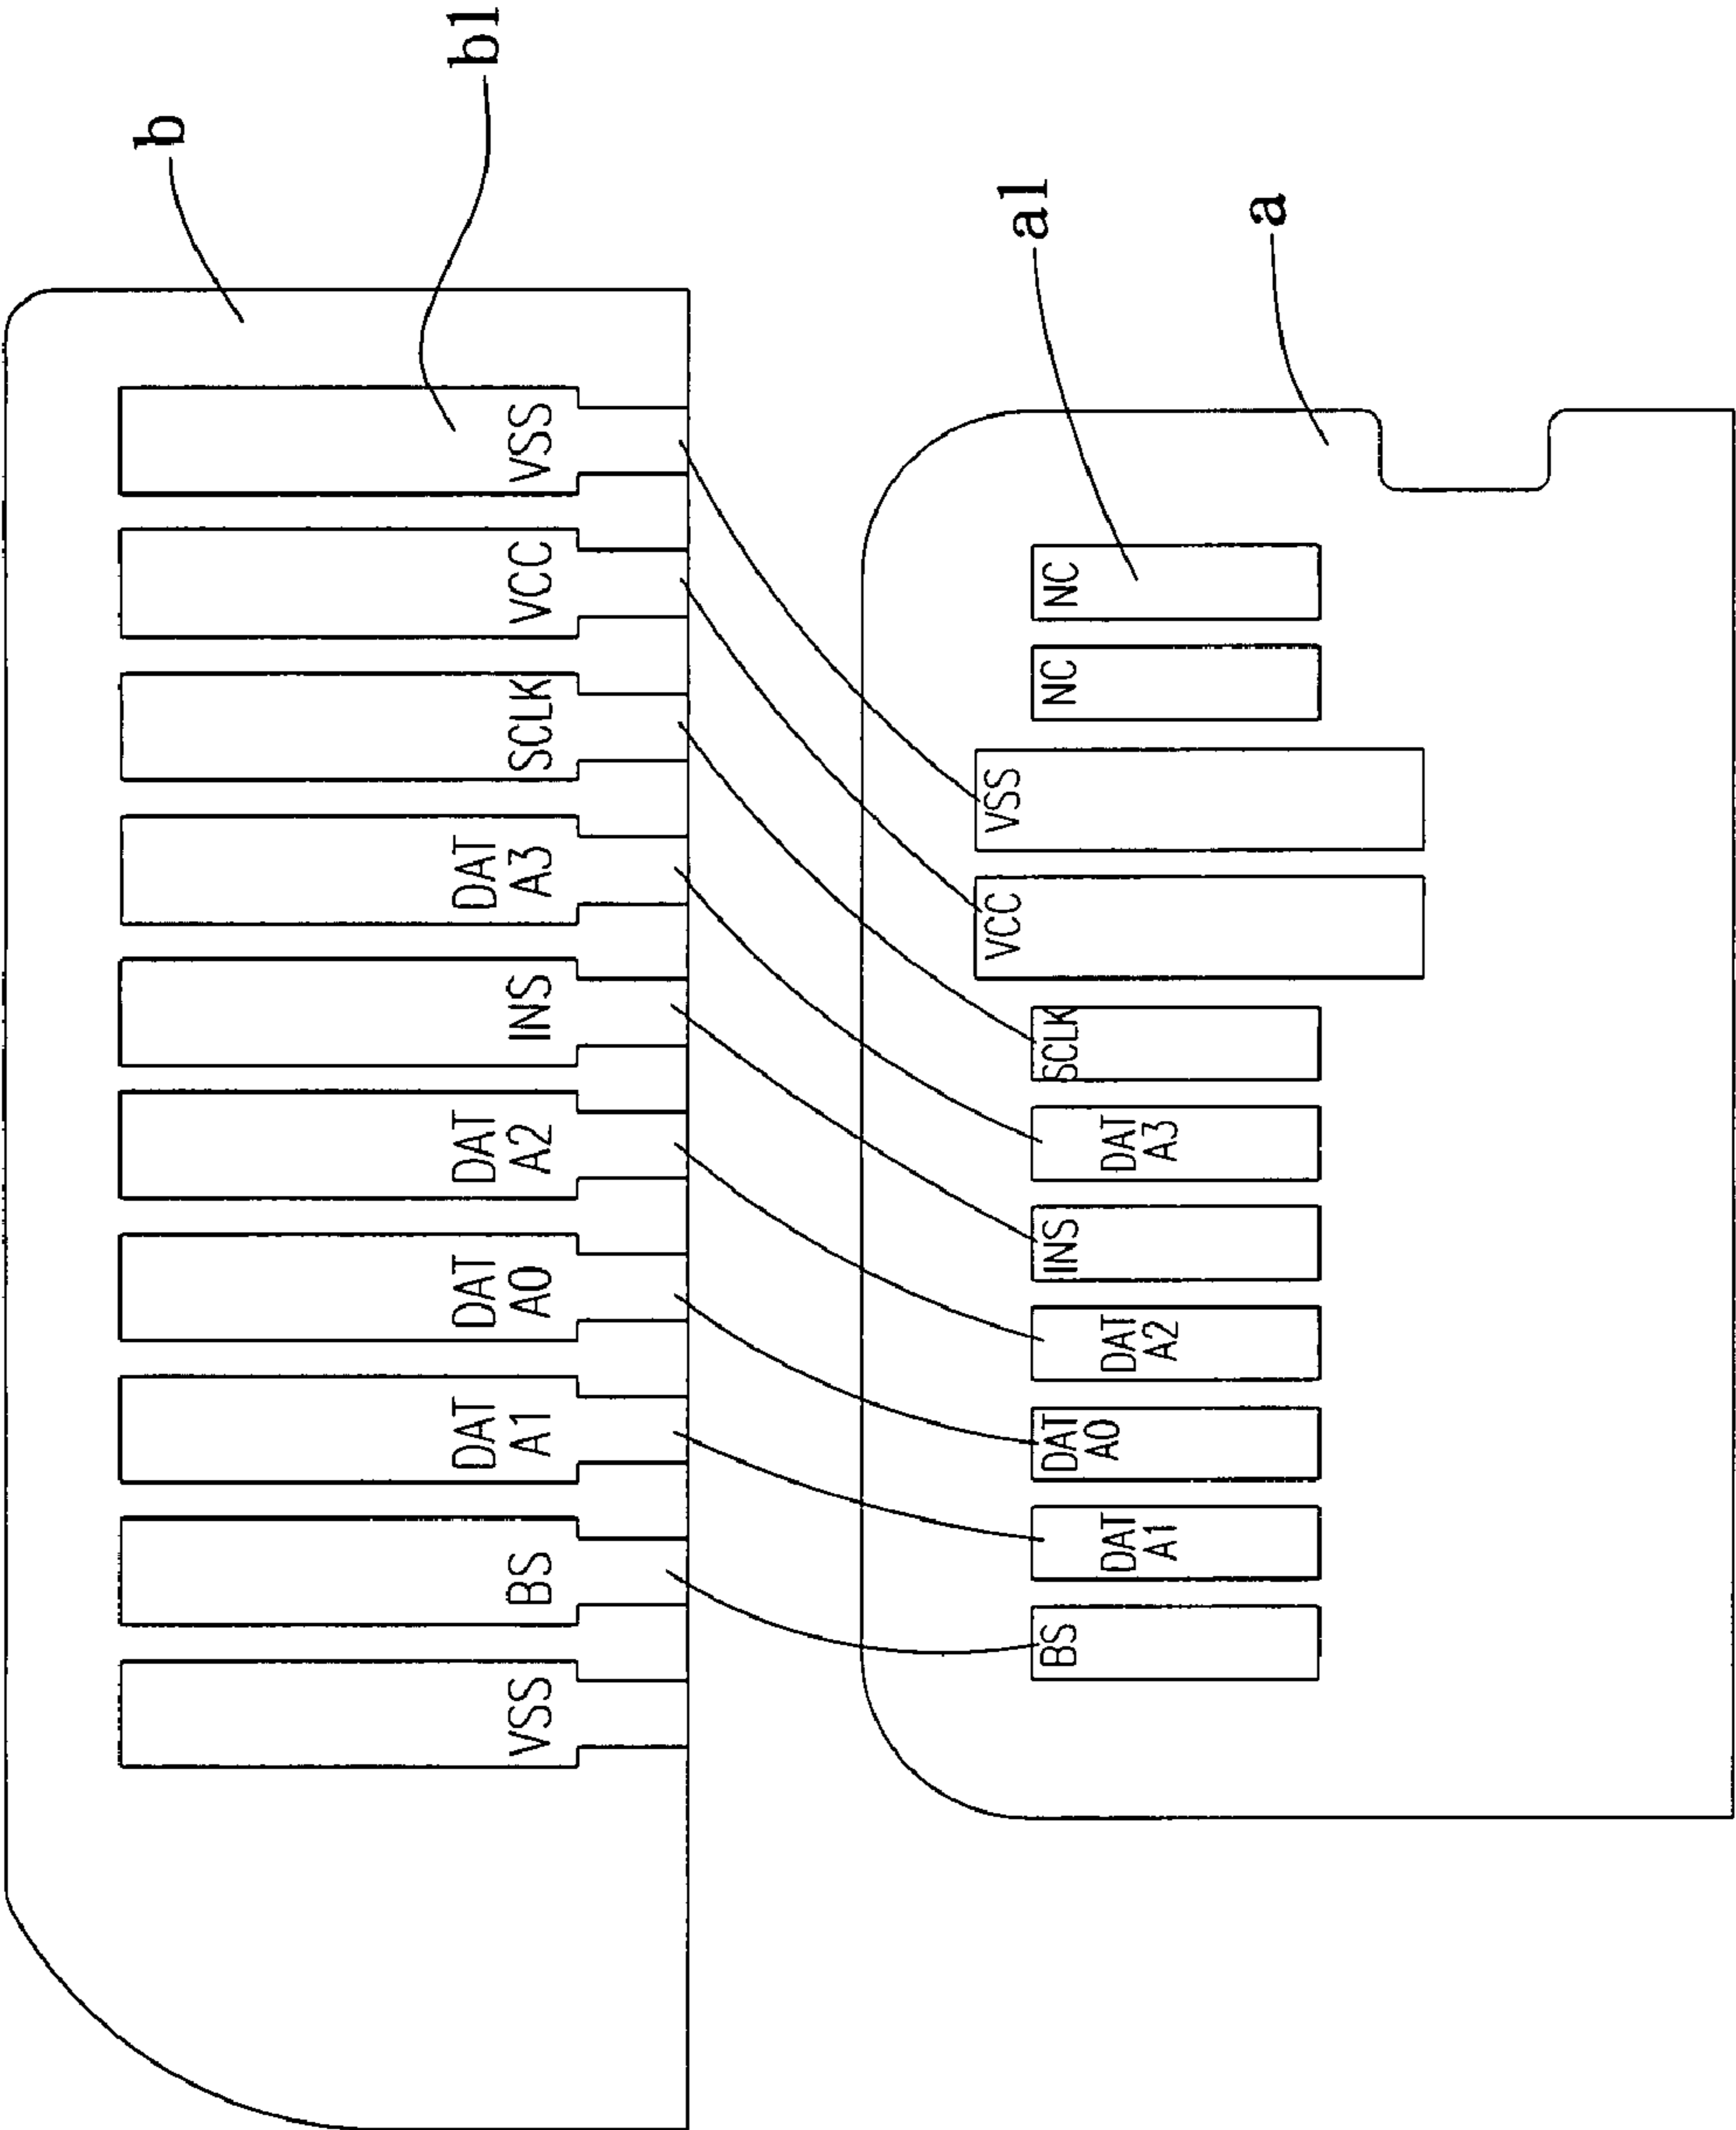 b
b1
VSS
VCC
SCLK
DAT
A3
INS
DAT
A2
DAT
A0
DAT
A1
BS
VSS
a1
a
NC
NC
VSS
VCC
SCLK
DAT
A3
INS
DAT
A2
DAT
A0
DAT
A1
BS